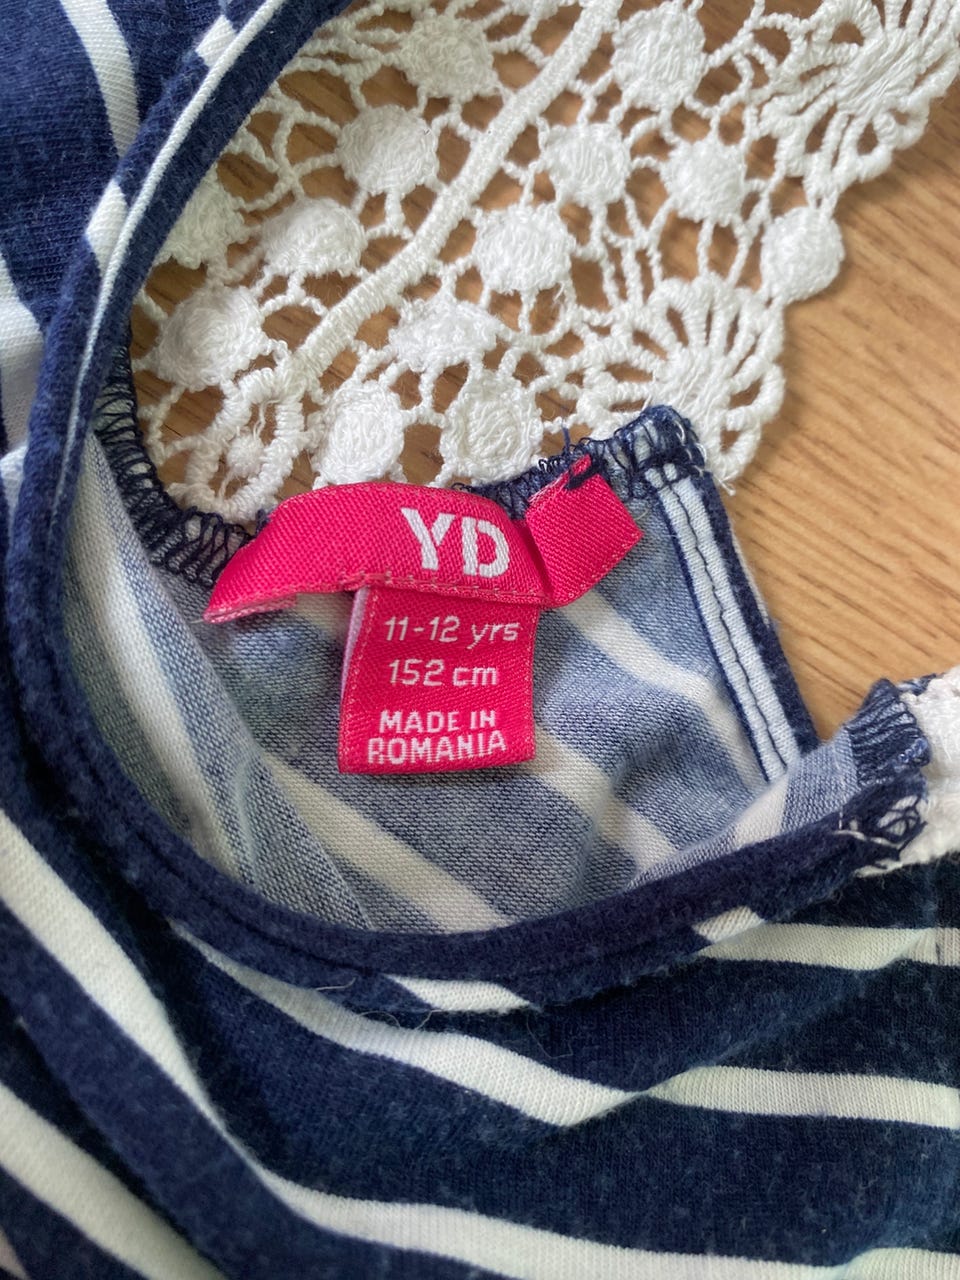 YD
11-12 yrs
152 cm
MADE IN
ROMANIA